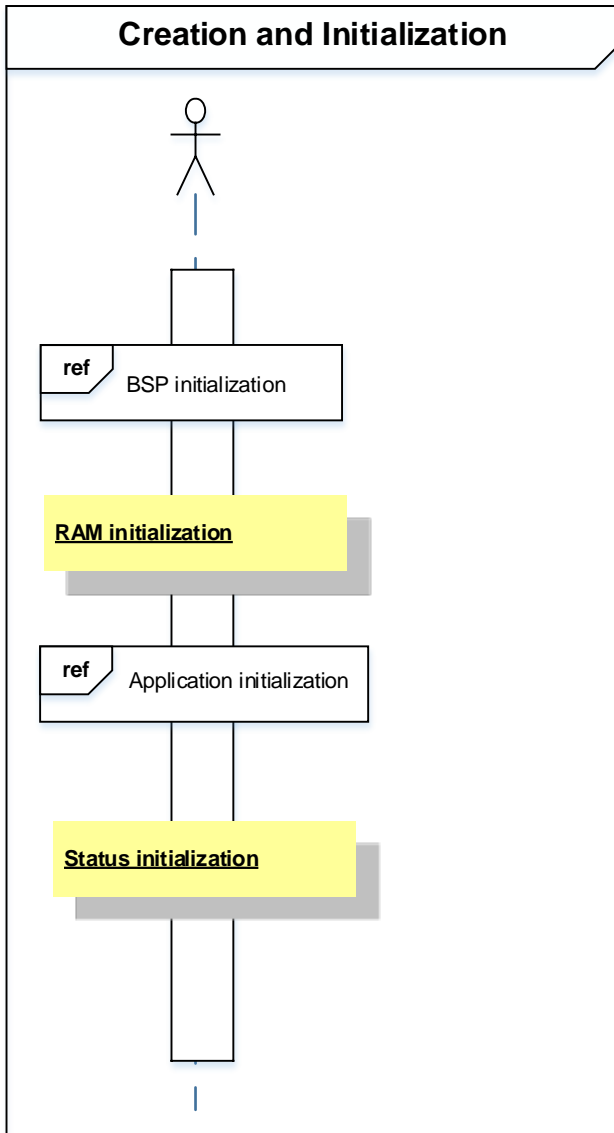 Creation and Initialization
ref
BSP initialization
RAM initialization
ref
Application initialization
Status initialization